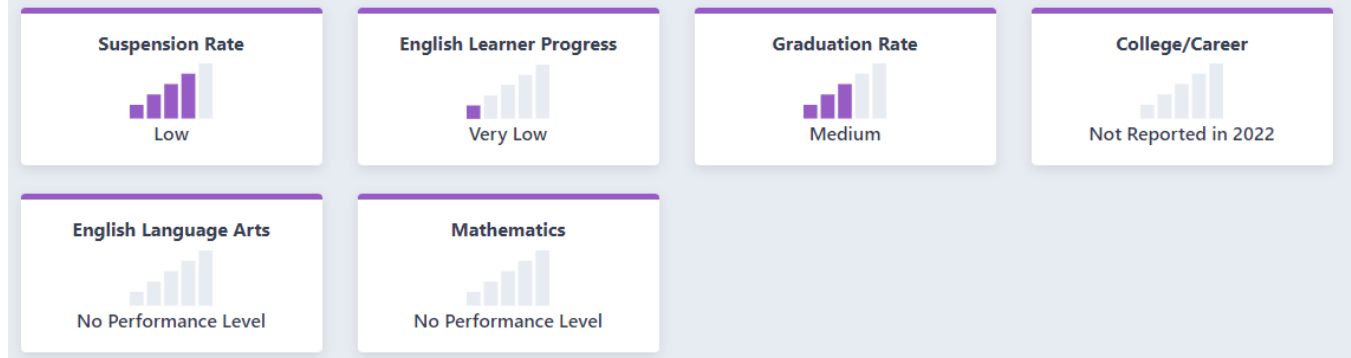 Suspension Rate
Low
English Learner Progress
Very Low
Graduation Rate
Medium
College/Career
Not Reported in 2022
English Language Arts
No Performance Level
Mathematics
No Performance Level